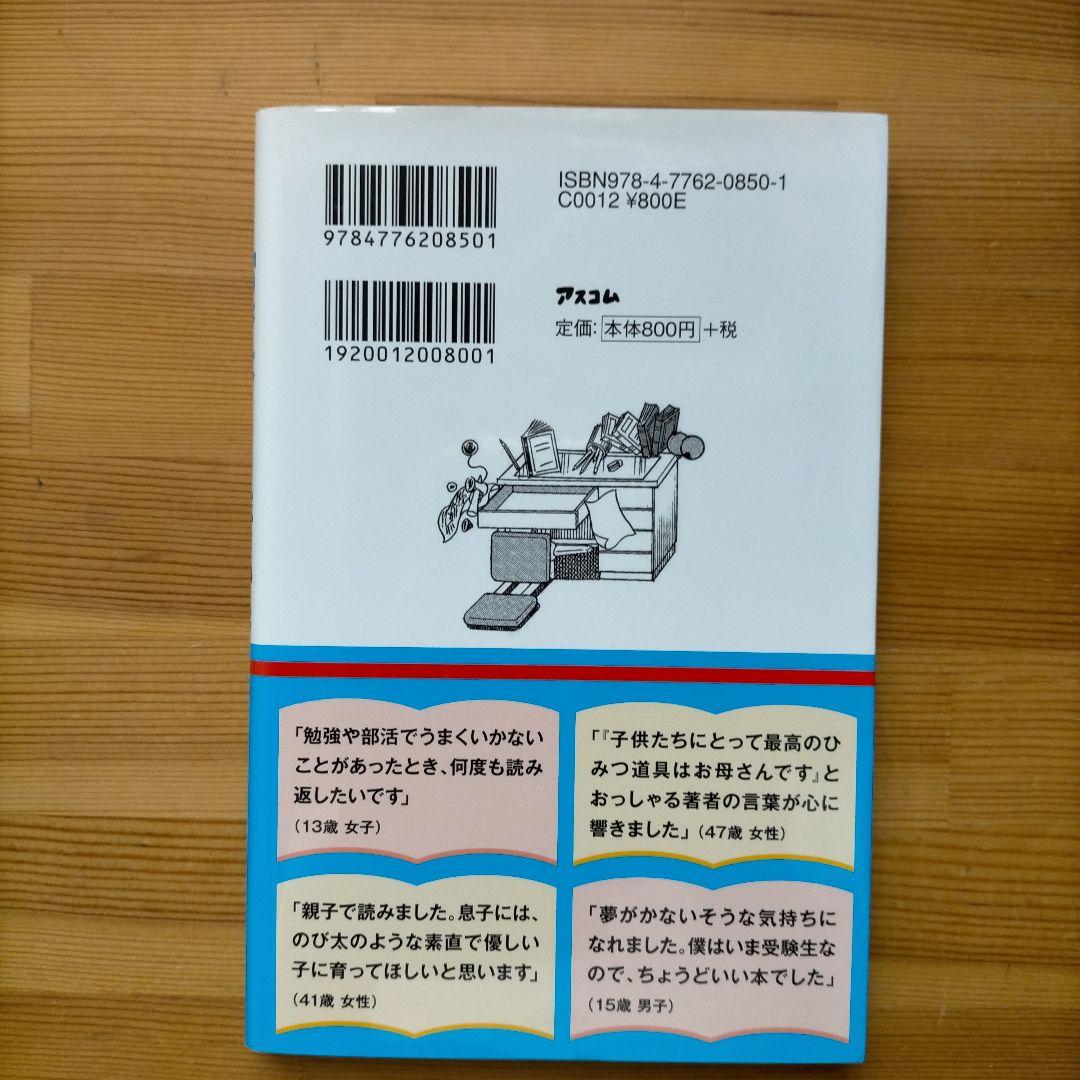 ISBN978-4-7762-0850-1
C0012 ¥800E
9784776208501
アスコム
定価：本体800円＋税
1920012008001
「勉強や部活でうまくいかない
ことがあったとき、何度も読み
返したいです」
（13歳 女子）
「『子供たちにとって最高のひ
みつ道具はお母さんです』と
おっしゃる著者の言葉が心に
響きました」（47歳 女性）
「親子で読みました。息子には、
のび太のような素直で優しい
子に育ってほしいと思います」
（41歳 女性）
「夢がかないそうな気持ちに
なれました。僕はいま受験生な
ので、ちょうどいい本でした」
（15歳 男子）